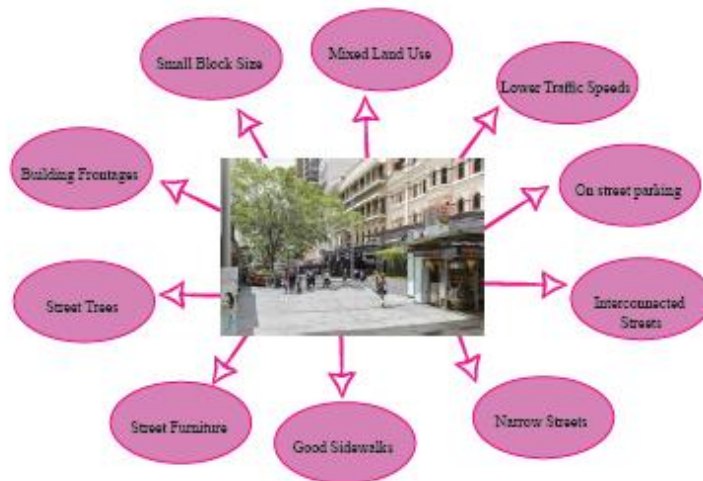 Mixed Land Use
Small Block Size
Lower Traffic Speeds
Building Frontages
On street parking
Street Trees
Interconnected
Streets
Street Furniture
Good Sidewalks
Narrow Streets